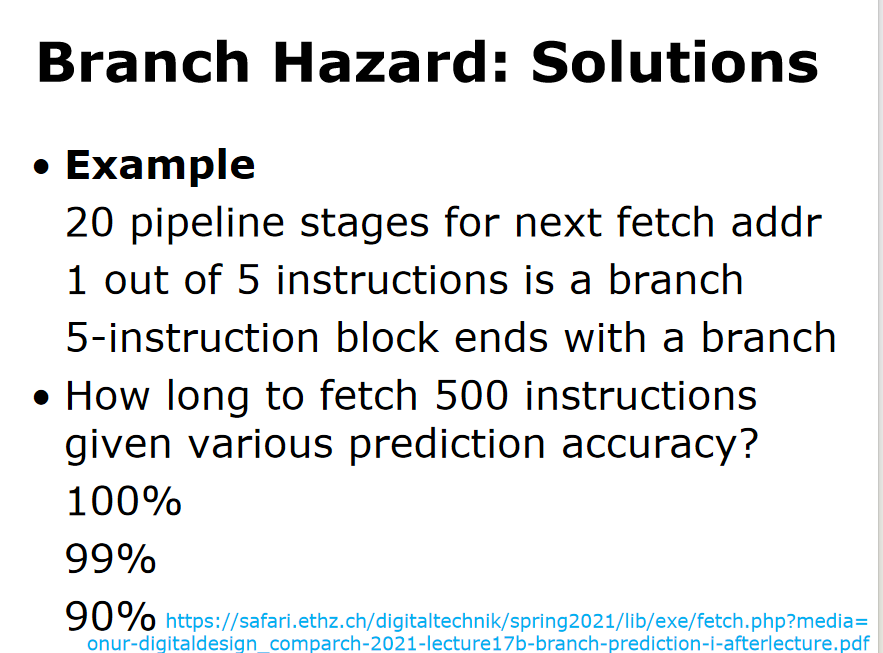 Branch Hazard: Solutions
• Example
20 pipeline stages for next fetch addr
1 out of 5 instructions is a branch
5-instruction block ends with a branch
• How long to fetch 500 instructions
given various prediction accuracy?
100%
99%
90% https://safari.ethz.ch/digitaltechnik/spring2021/lib/exe/fetch.php?media=
onur-digitaldesign_comparch-2021-lecture17b-branch-prediction-i-afterlecture.pdf